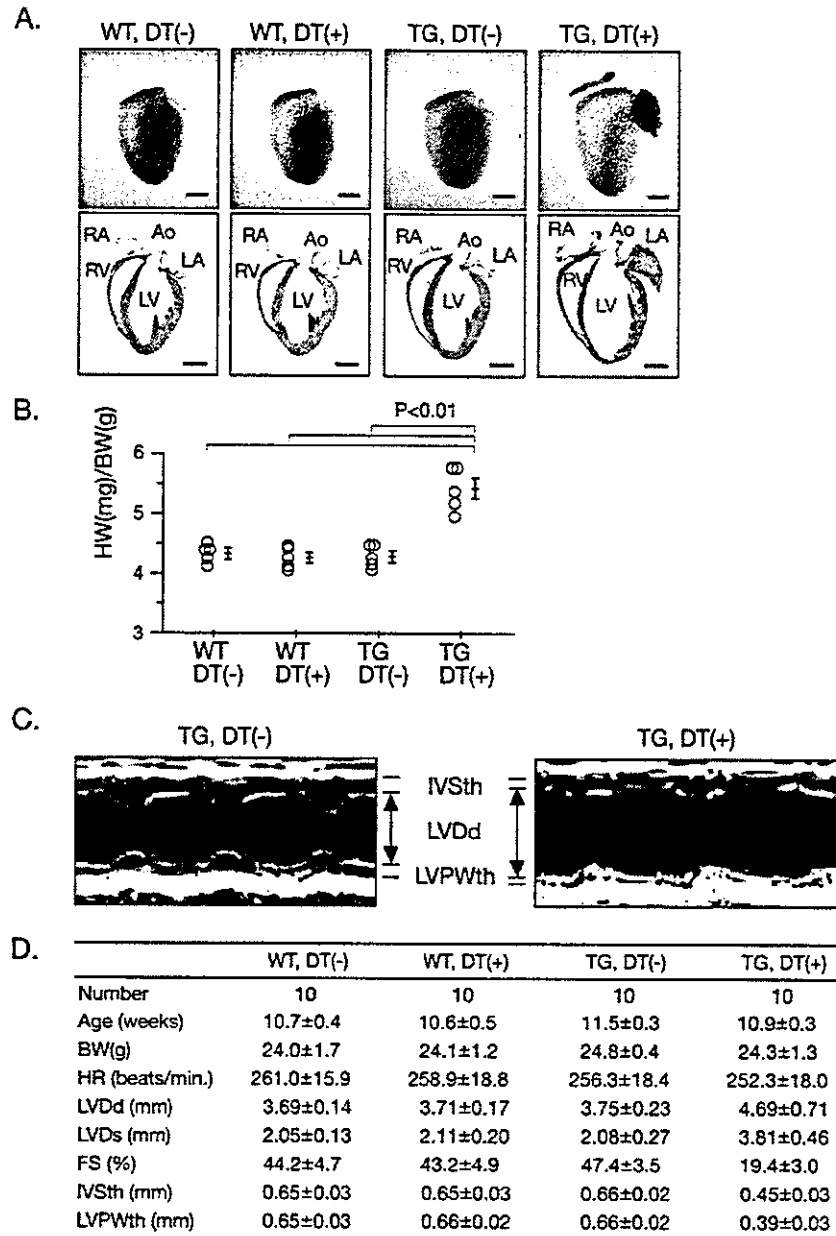 A.
WT, DT(-) WT, DT(+) TG, DT(-) TG, DT(+)
RA Ao LA RV LV RA Ao LA RV LV RA Ao LA RV LV RA Ao LA RV LV
B.
P<0.01
HW(mg)/BW(g)
6
5
4
3
WT WT TG TG
DT(-) DT(+) DT(-) DT(+)
C.
TG, DT(-) TG, DT(+)
IVSth
LVDd
LVPWth
D.
WT, DT(-) WT, DT(+) TG, DT(-) TG, DT(+)
Number 10 10 10 10
Age (weeks) 10.7±0.4 10.6±0.5 11.5±0.3 10.9±0.3
BW(g) 24.0±1.7 24.1±1.2 24.8±0.4 24.3±1.3
HR (beats/min.) 261.0±15.9 258.9±18.8 256.3±18.4 252.3±18.0
LVDd (mm) 3.69±0.14 3.71±0.17 3.75±0.23 4.69±0.71
LVDs (mm) 2.05±0.13 2.11±0.20 2.08±0.27 3.81±0.46
FS (%) 44.2±4.7 43.2±4.9 47.4±3.5 19.4±3.0
IVSth (mm) 0.65±0.03 0.65±0.03 0.66±0.02 0.45±0.03
LVPWth (mm) 0.65±0.03 0.66±0.02 0.66±0.02 0.39±0.03